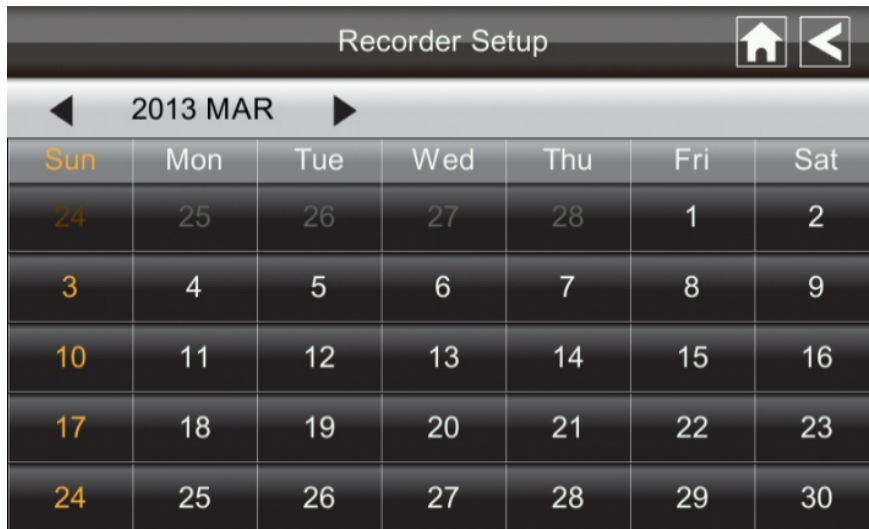 Recorder Setup
2013 MAR
Sun Mon Tue Wed Thu Fri Sat
24 25 26 27 28 1 2
3 4 5 6 7 8 9
10 11 12 13 14 15 16
17 18 19 20 21 22 23
24 25 26 27 28 29 30